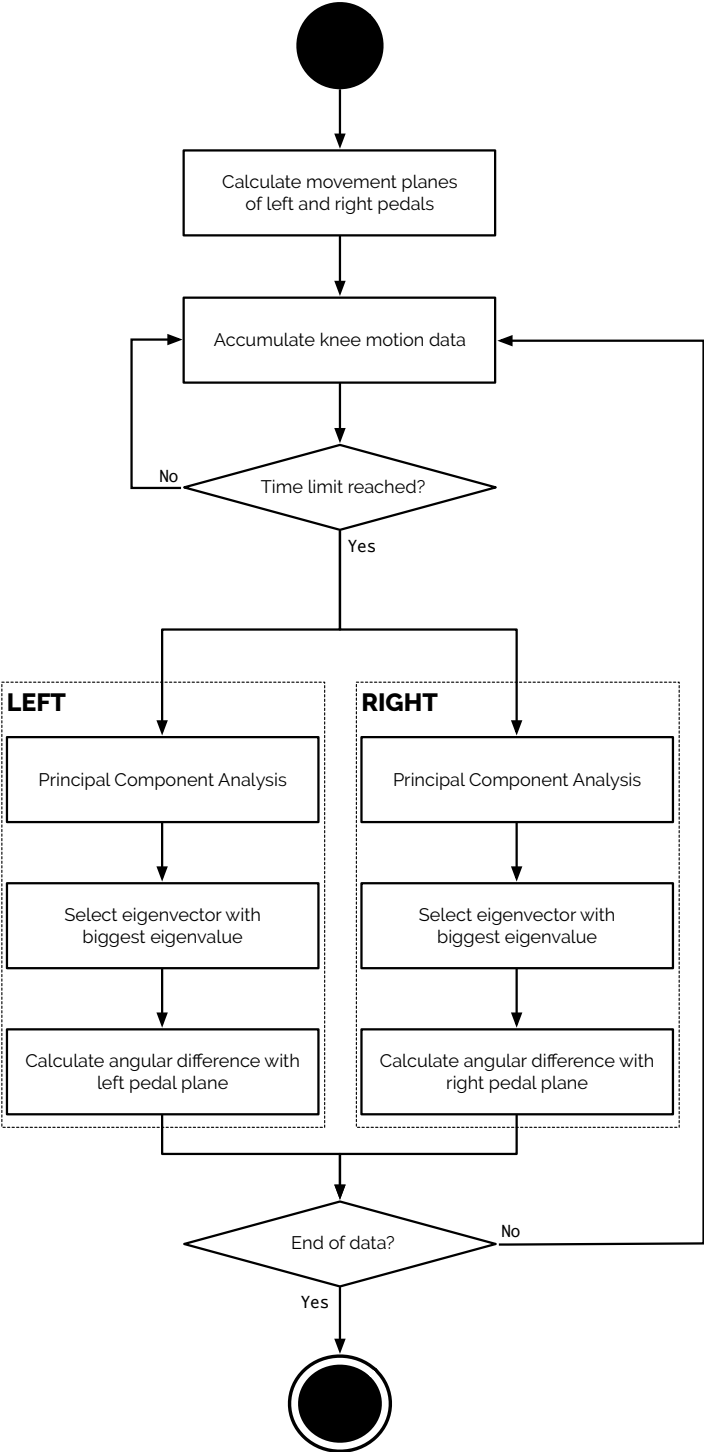 Calculate movement planes
of left and right pedals
Accumulate knee motion data
Time limit reached?
No
Yes
LEFT
Principal Component Analysis
Select eigenvector with
biggest eigenvalue
Calculate angular difference with
left pedal plane
RIGHT
Principal Component Analysis
Select eigenvector with
biggest eigenvalue
Calculate angular difference with
right pedal plane
End of data?
No
Yes